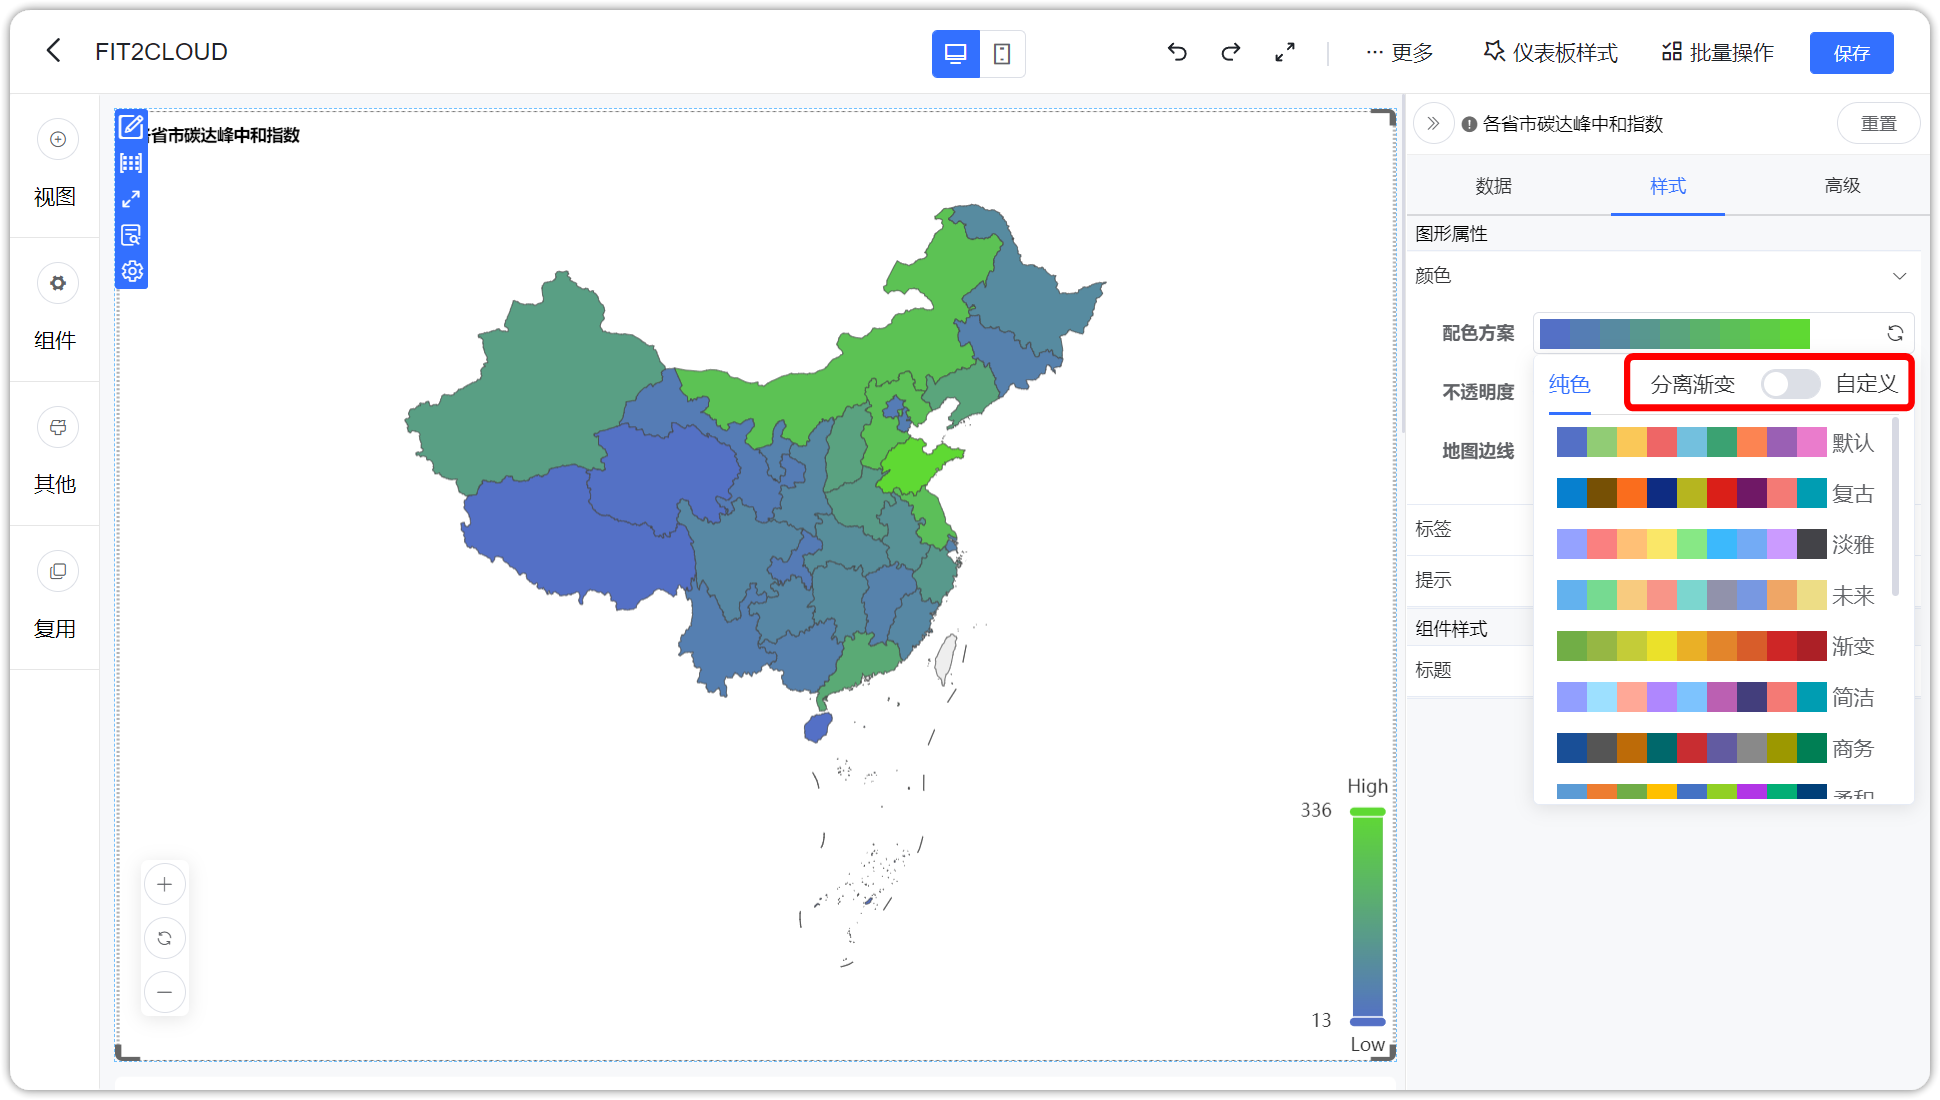 FIT2CLOUD
更多
仪表板样式
批量操作
保存
视图
组件
其他
复用
各省市碳达峰中和指数
High
336
13
Low
各省市碳达峰中和指数
重置
数据
样式
高级
图形属性
颜色
配色方案
不透明度
地图边线
纯色
分离渐变
自定义
默认
复古
淡雅
未来
渐变
简洁
商务
柔和
标签
提示
组件样式
标题